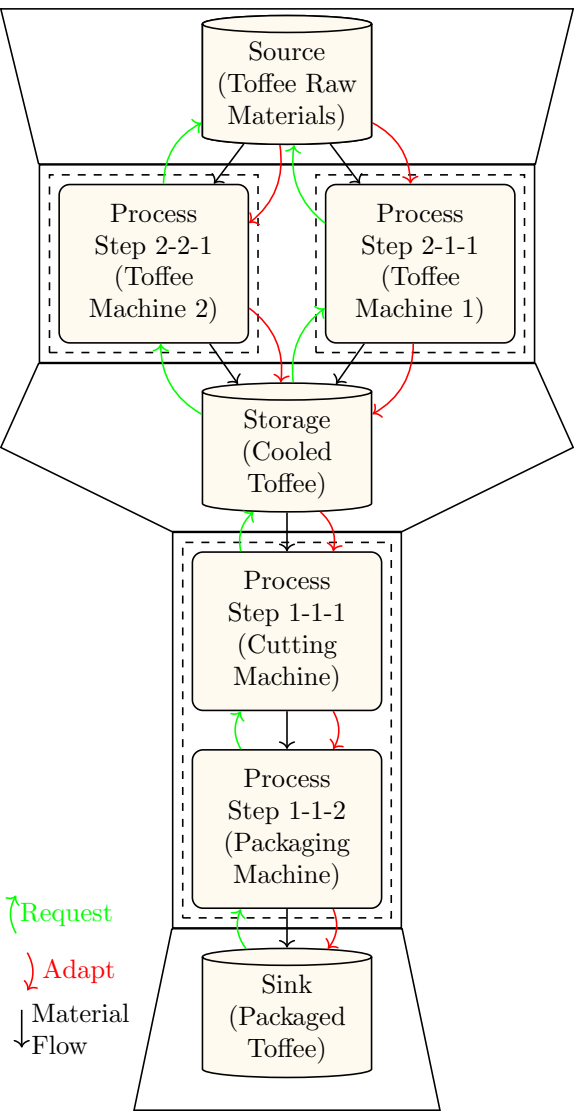 Source
(Toffee Raw
Materials)
Process
Step 2-2-1
(Toffee
Machine 2)
Process
Step 2-1-1
(Toffee
Machine 1)
Storage
(Cooled
Toffee)
Process
Step 1-1-1
(Cutting
Machine)
Process
Step 1-1-2
(Packaging
Machine)
Sink
(Packaged
Toffee)
Request
Adapt
Material
Flow